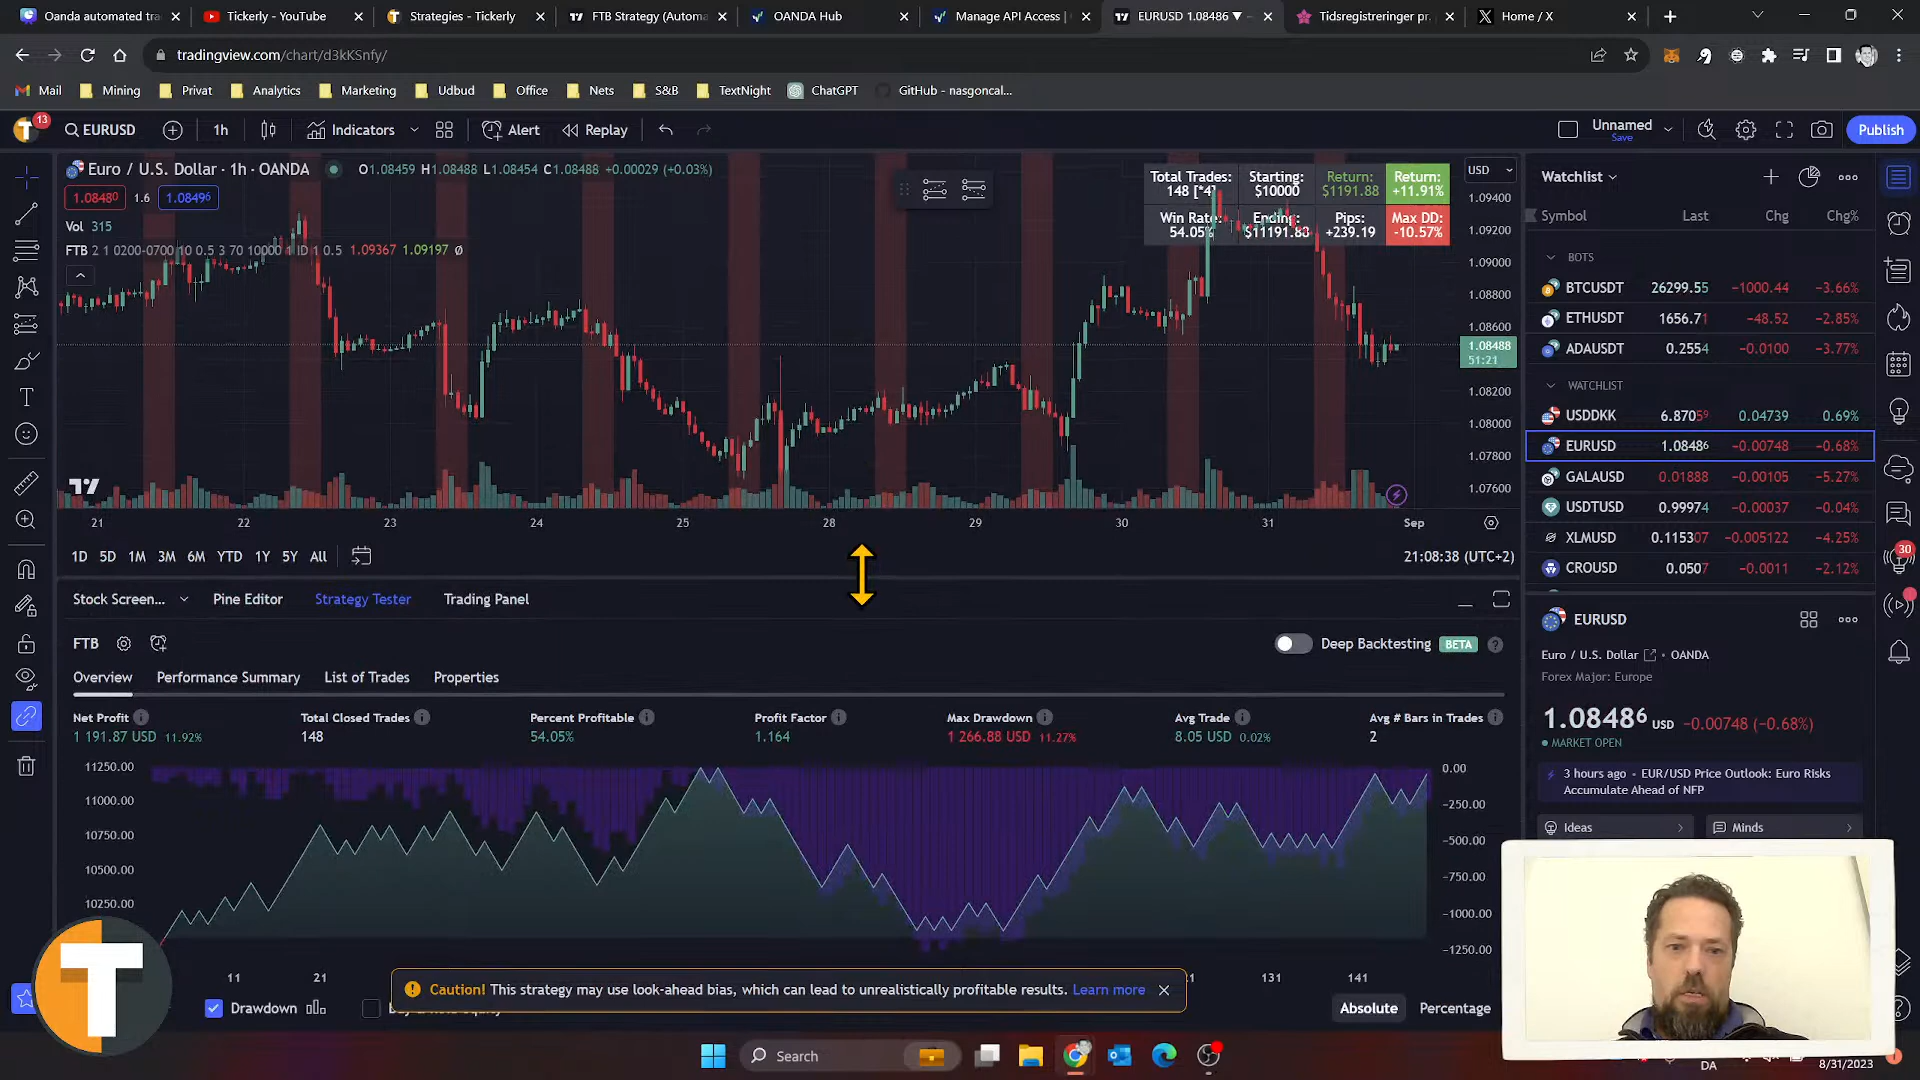 Oanda automated tra
Tickerly - YouTube
Strategies - Tickerly
FTB Strategy (Automa
OANDA Hub
Manage API Access |
EURUSD 1.08486 ▼ −
Tidsregistreringer pr.
Home / X
tradingview.com/chart/d3kKSnfy/
Mail
Mining
Privat
Analytics
Marketing
Udbud
Office
Nets
S&B
TextNight
ChatGPT
GitHub - nasgoncal...
13
EURUSD
1h
Indicators
Alert
Replay
Unnamed
Save
Publish
Euro / U.S. Dollar · 1h · OANDA
O1.08459 H1.08488 L1.08454 C1.08488 +0.00029 (+0.03%)
1.08480 1.6 1.08496
Vol 315
FTB 2 1 0200-0700 10 0.5 3 70 10000 1 ID 1 0.5 1.09367 1.09197 Ø
Total Trades: 148 [*4]
Starting: $10000
Return: $1191.88
Return: +11.91%
Win Rate: 54.05%
Ending: $11191.88
Pips: +239.19
Max DD: -10.57%
USD
1.09400
1.09200
1.09000
1.08800
1.08600
1.08488
51:21
1.08200
1.08000
1.07800
1.07600
21 22 23 24 25 28 29 30 31 Sep
1D 5D 1M 3M 6M YTD 1Y 5Y All
21:08:38 (UTC+2)
Watchlist
Symbol Last Chg Chg%
BOTS
BTCUSDT 26299.55 −1000.44 −3.66%
ETHUSDT 1656.71 −48.52 −2.85%
ADAUSDT 0.2554 −0.0100 −3.77%
WATCHLIST
USDDKK 6.87059 0.04739 0.69%
EURUSD 1.08486 −0.00748 −0.68%
GALAUSD 0.01888 −0.00105 −5.27%
USDTUSD 0.99974 −0.00037 −0.04%
XLMUSD 0.115307 −0.005122 −4.25%
CROUSD 0.0507 −0.0011 −2.12%
30
EURUSD
Euro / U.S. Dollar • OANDA
Forex Major: Europe
1.08486 USD −0.00748 (−0.68%)
MARKET OPEN
3 hours ago - EUR/USD Price Outlook: Euro Risks
Accumulate Ahead of NFP
Ideas
Minds
Stock Screen...
Pine Editor
Strategy Tester
Trading Panel
FTB
Deep Backtesting BETA
Overview
Performance Summary
List of Trades
Properties
Net Profit
1 191.87 USD 11.92%
Total Closed Trades
148
Percent Profitable
54.05%
Profit Factor
1.164
Max Drawdown
1 266.88 USD 11.27%
Avg Trade
8.05 USD 0.02%
Avg # Bars in Trades
2
11250.00
11000.00
10750.00
10500.00
10250.00
0.00
−250.00
−500.00
−750.00
−1000.00
−1250.00
11 21 131 141
Caution! This strategy may use look-ahead bias, which can lead to unrealistically profitable results. Learn more
Drawdown
Absolute
Percentage
T
Search
DA
8/31/2023